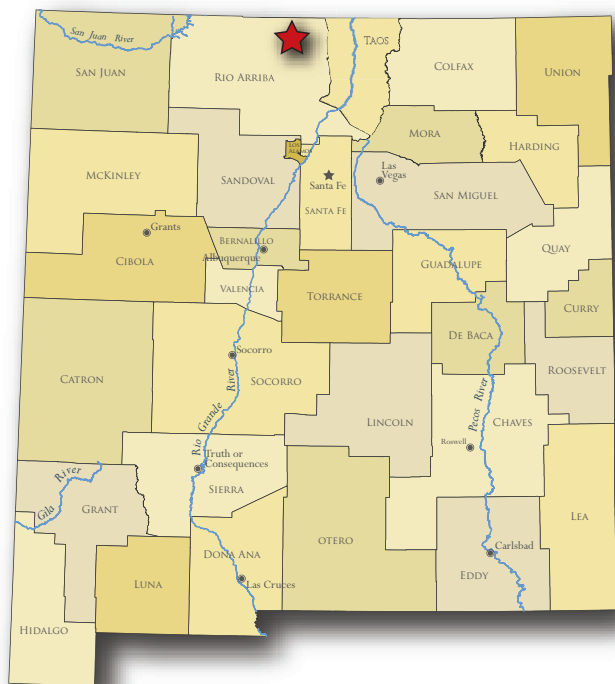 San Juan River
SAN JUAN
RIO ARRIBA
TAOS
COLFAX
UNION
MORA
HARDING
LOS
ALAMOS
MCKINLEY
SANDOVAL
Santa Fe
SANTA FE
Las
Vegas
SAN MIGUEL
Grants
CIBOLA
BERNALILLO
Albuquerque
VALENCIA
TORRANCE
GUADALUPE
QUAY
CURRY
DE BACA
ROOSEVELT
CATRON
Socorro
SOCORRO
LINCOLN
Rio Grande River
Pecos River
CHAVES
Roswell
Truth or
Consequences
SIERRA
Gila River
GRANT
LUNA
DONA ANA
Las Cruces
OTERO
Carlsbad
EDDY
LEA
HIDALGO